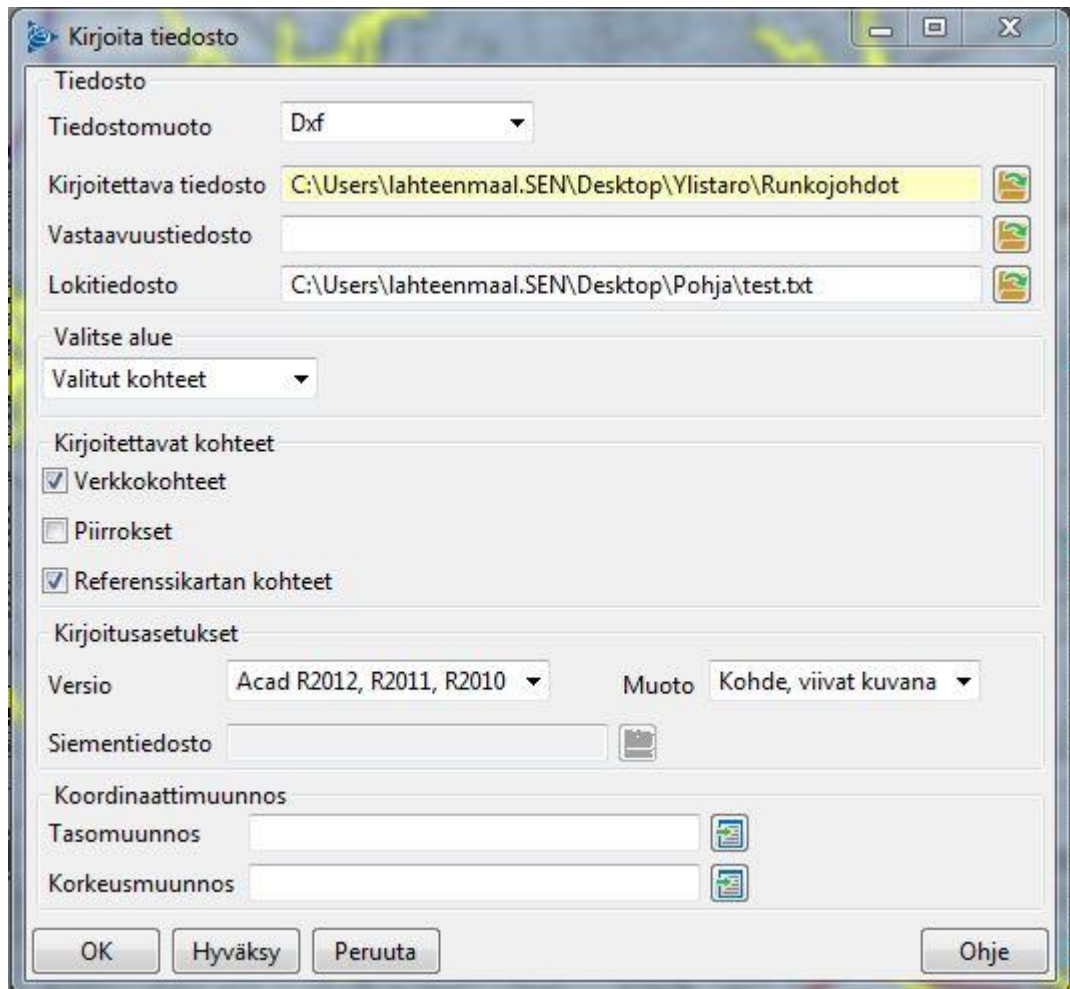 Kirjoita tiedosto
Tiedosto
Tiedostomuoto Dxf
Kirjoitettava tiedosto C:\Users\lahteenmaal.SEN\Desktop\Ylistaro\Runkojohdot
Vastaavuustiedosto
Lokitiedosto C:\Users\lahteenmaal.SEN\Desktop\Pohja\test.txt
Valitse alue
Valitut kohteet
Kirjoitettavat kohteet
Verkkokohteet
Piirrokset
Referenssikartan kohteet
Kirjoitusasetukset
Versio Acad R2012, R2011, R2010 Muoto Kohde, viivat kuvana
Siementiedosto
Koordinaattimuunnos
Tasomuunnos
Korkeusmuunnos
OK Hyväksy Peruuta Ohje